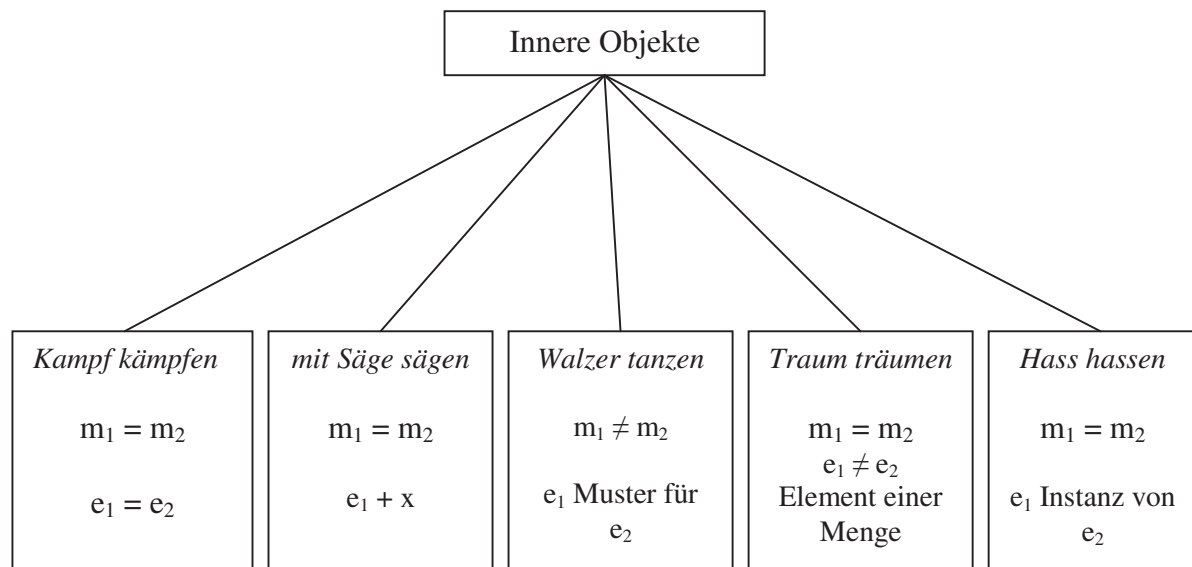 Innere Objekte
Kampf kämpfen
m₁ = m₂
e₁ = e₂
mit Säge sägen
m₁ = m₂
e₁ + x
Walzer tanzen
m₁ ≠ m₂
e₁ Muster für
e₂
Traum träumen
m₁ = m₂
e₁ ≠ e₂
Element einer
Menge
Hass hassen
m₁ = m₂
e₁ Instanz von
e₂